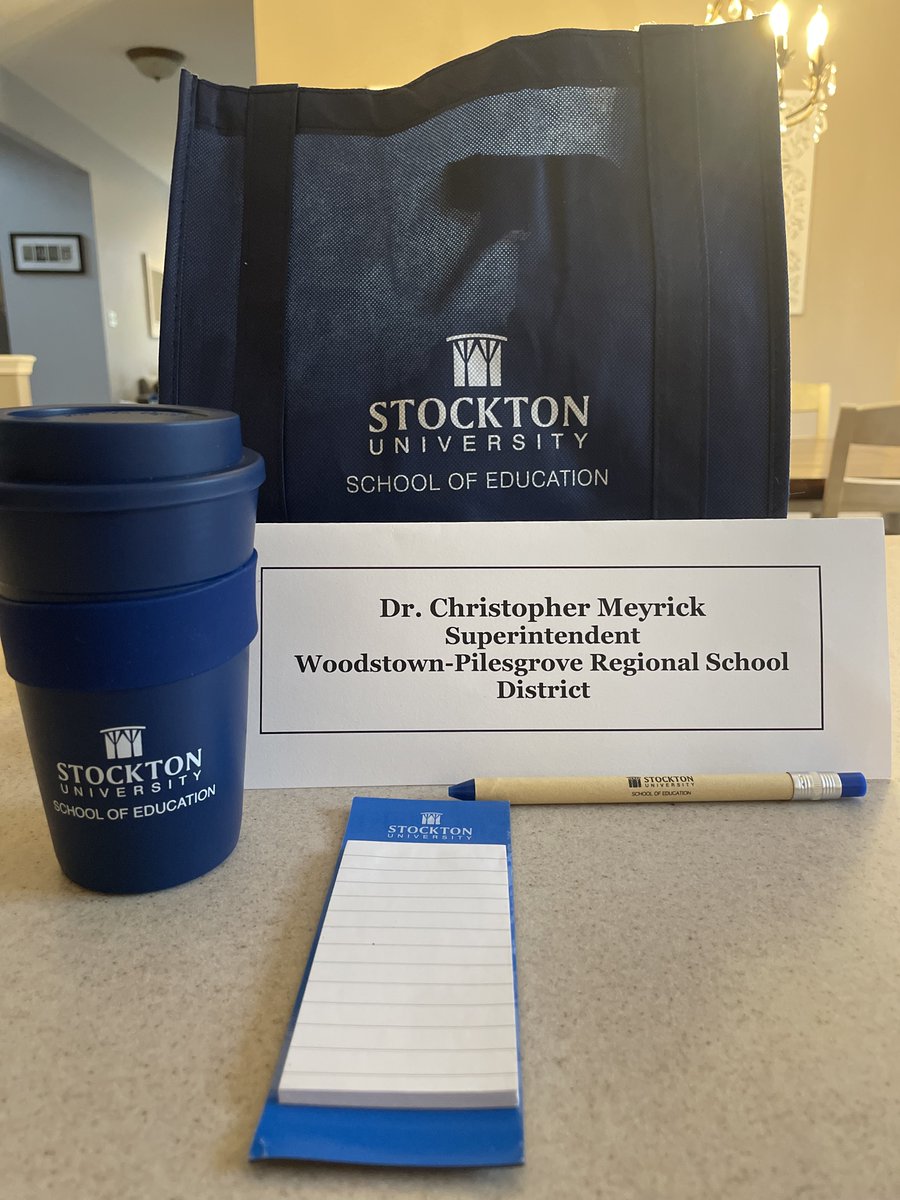 STOCKTON
UNIVERSITY
SCHOOL OF EDUCATION
Dr. Christopher Meyrick
Superintendent
Woodstown-Pilesgrove Regional School
District
STOCKTON
UNIVERSITY
SCHOOL OF EDUCATION
STOCKTON
UNIVERSITY
SCHOOL OF EDUCATION
STOCKTON
UNIVERSITY